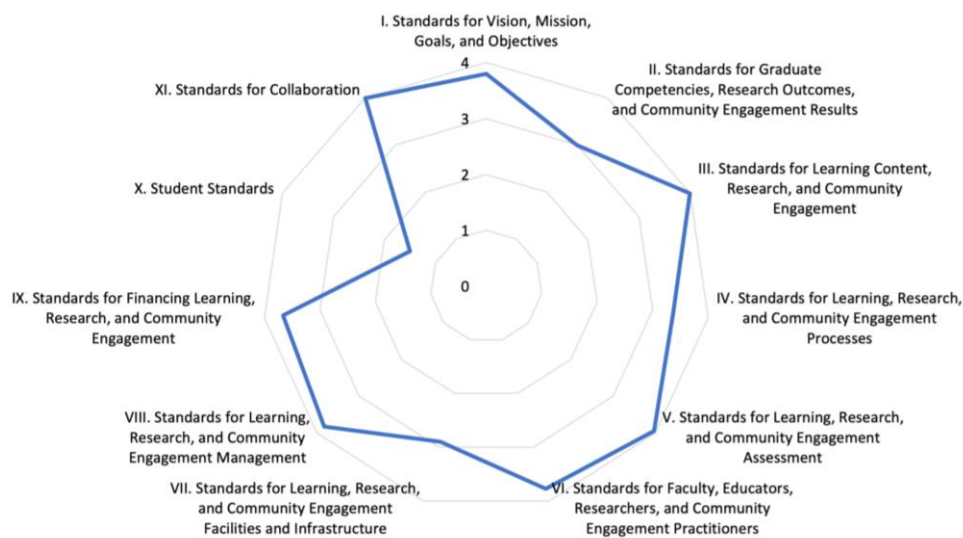 I. Standards for Vision, Mission,
Goals, and Objectives
4
3
2
1
0
II. Standards for Graduate
Competencies, Research Outcomes,
and Community Engagement Results
III. Standards for Learning Content,
Research, and Community
Engagement
IV. Standards for Learning, Research,
and Community Engagement
Processes
V. Standards for Learning, Research,
and Community Engagement
Assessment
VI. Standards for Faculty, Educators,
Researchers, and Community
Engagement Practitioners
VII. Standards for Learning, Research,
and Community Engagement
Facilities and Infrastructure
VIII. Standards for Learning,
Research, and Community
Engagement Management
IX. Standards for Financing Learning,
Research, and Community
Engagement
X. Student Standards
XI. Standards for Collaboration